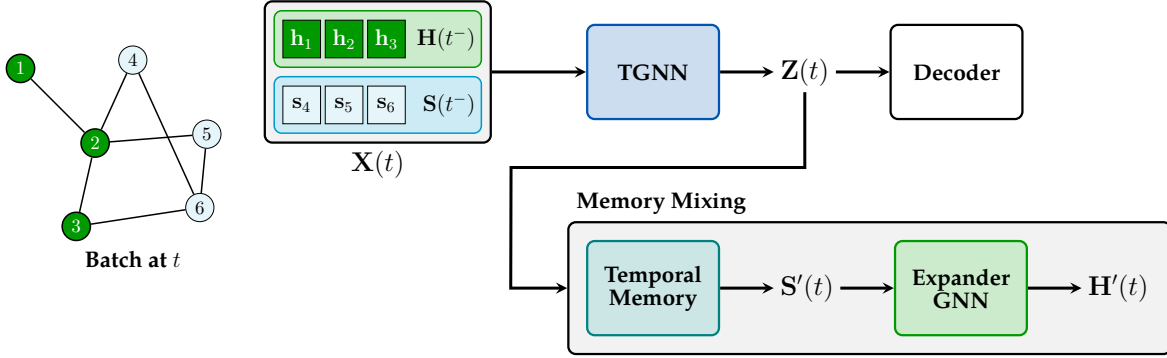 1
4
2
5
3
6
Batch at t
h₁ h₂ h₃ H(t⁻)
s₄ s₅ s₆ S(t⁻)
X(t)
TGNN
Z(t)
Decoder
Memory Mixing
Temporal
Memory
S′(t)
Expander
GNN
H′(t)